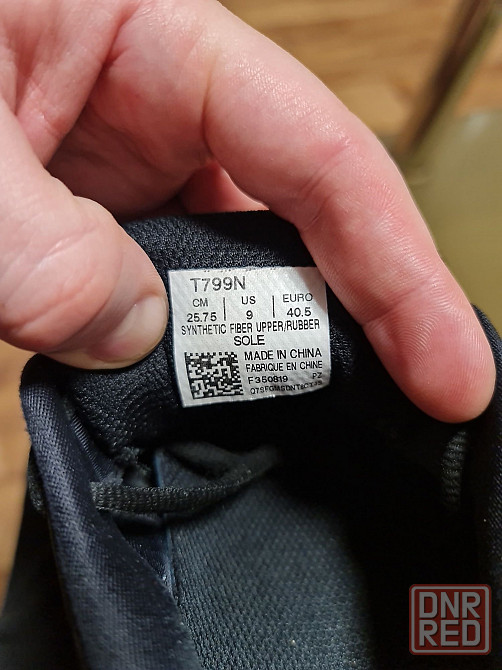 T799N
CM US EURO
25.75 9 40.5
SYNTHETIC FIBER UPPER/RUBBER
SOLE
MADE IN CHINA
FABRIQUE EN CHINE
F350819 PZ
DNR
RED